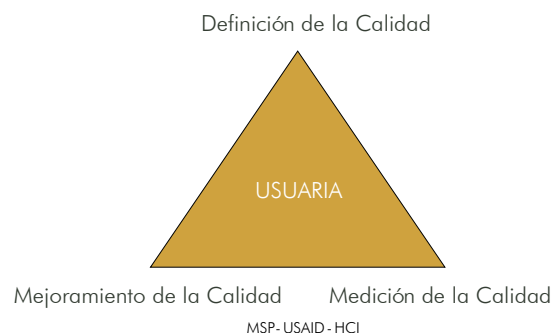 Definición de la Calidad
USUARIA
Mejoramiento de la Calidad Medición de la Calidad
MSP- USAID - HCI